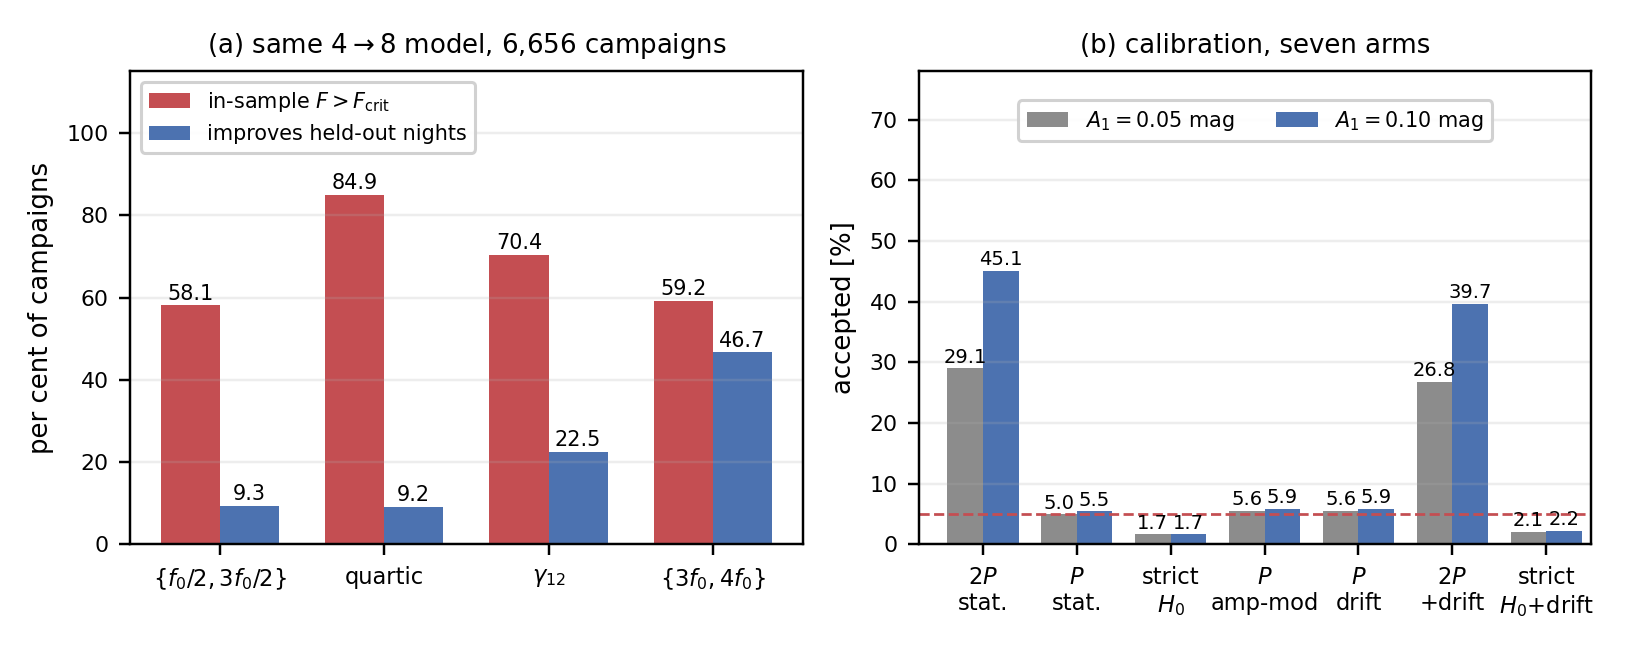 (a) same 4→8 model, 6,656 campaigns
in-sample F > F_crit
improves held-out nights
per cent of campaigns
100
80
60
40
20
0
58.1
9.3
84.9
9.2
70.4
22.5
59.2
46.7
{f₀/2, 3f₀/2}
quartic
γ₁₂
{3f₀, 4f₀}
(b) calibration, seven arms
A₁ = 0.05 mag
A₁ = 0.10 mag
accepted [%]
70
60
50
40
30
20
10
0
29.1
45.1
5.0
5.5
1.7
1.7
5.6
5.9
5.6
5.9
26.8
39.7
2.1
2.2
2P
stat.
P
stat.
strict
H₀
P
amp-mod
P
drift
2P
+drift
strict
H₀+drift